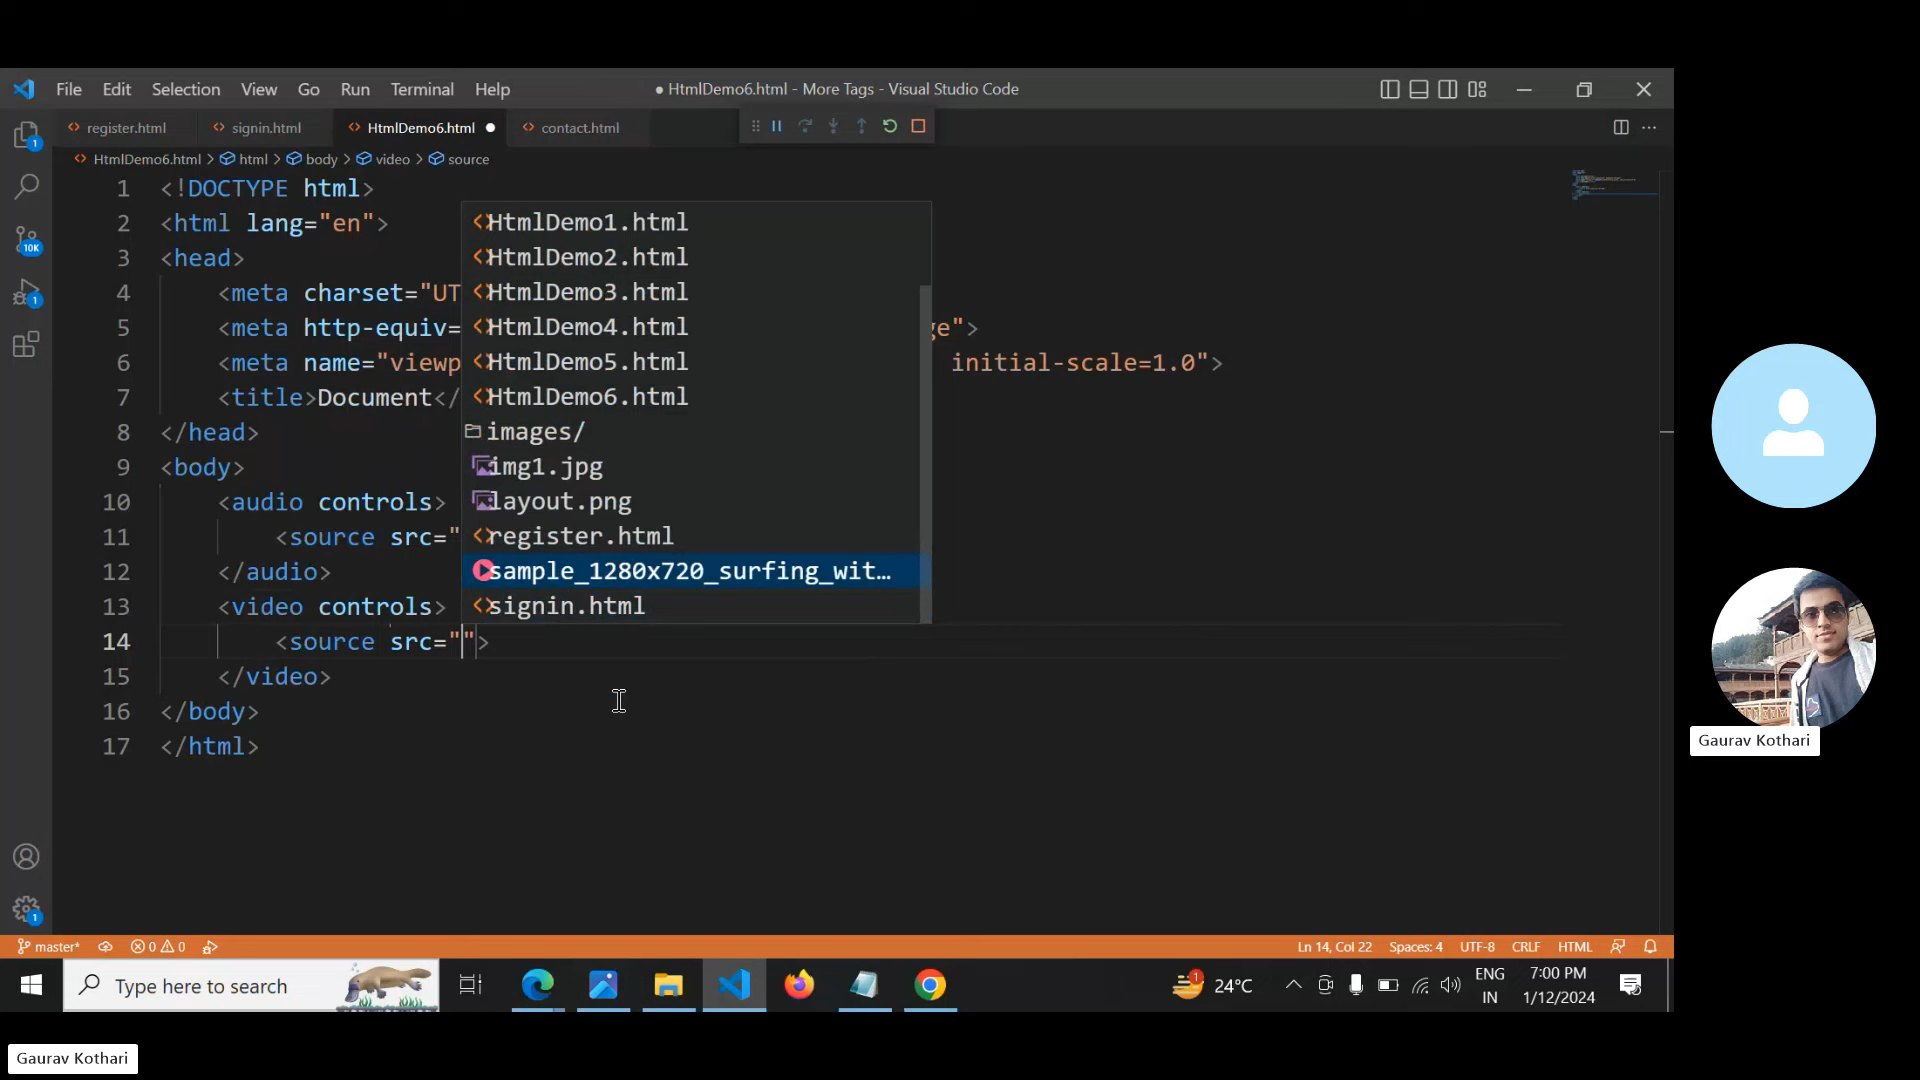 File Edit Selection View Go Run Terminal Help
● HtmlDemo6.html - More Tags - Visual Studio Code
register.html
signin.html
HtmlDemo6.html
contact.html
HtmlDemo6.html > html > body > video > source
1 <!DOCTYPE html>
2 <html lang="en">
3 <head>
4 <meta charset="UT
5 <meta http-equiv= ge">
6 <meta name="viewp initial-scale=1.0">
7 <title>Document</
8 </head>
9 <body>
10 <audio controls>
11 <source src="
12 </audio>
13 <video controls>
14 <source src="">
15 </video>
16 </body>
17 </html>
HtmlDemo1.html
HtmlDemo2.html
HtmlDemo3.html
HtmlDemo4.html
HtmlDemo5.html
HtmlDemo6.html
images/
img1.jpg
layout.png
register.html
sample_1280x720_surfing_wit...
signin.html
1
10K
1
1
master* 0 0
Ln 14, Col 22 Spaces: 4 UTF-8 CRLF HTML
Type here to search
1
24°C
ENG
IN
7:00 PM
1/12/2024
Gaurav Kothari
Gaurav Kothari